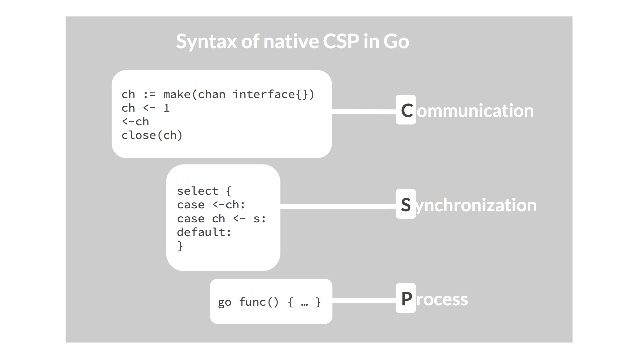 Syntax of native CSP in Go
ch := make(chan interface{})
ch <- 1
<-ch
close(ch)
Communication
select {
case <-ch:
case ch <- s:
default:
}
Synchronization
go func() { … }
Process